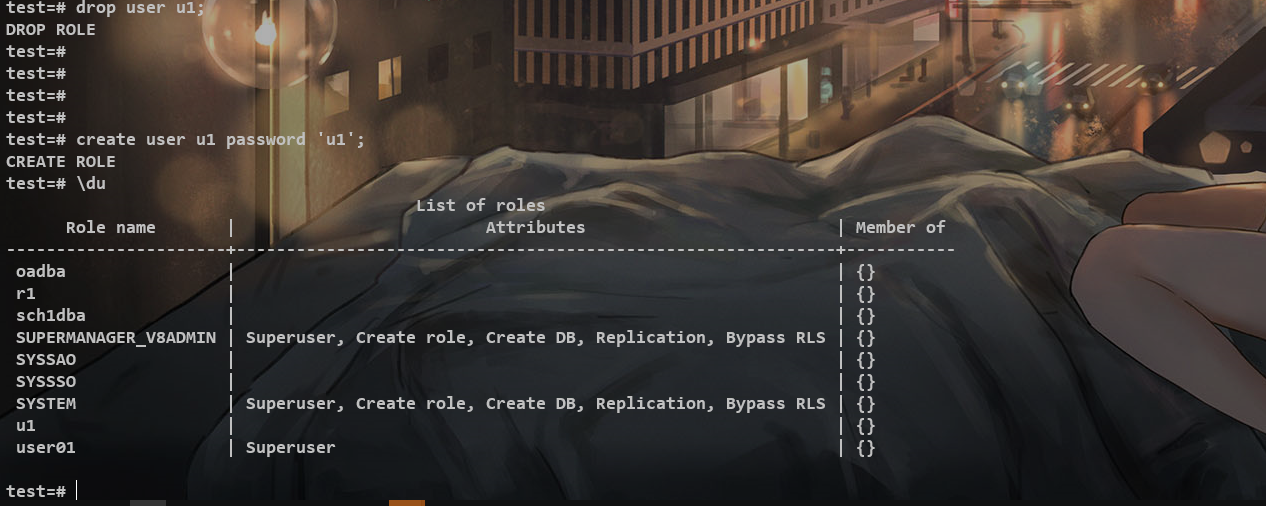 test=# drop user u1;
DROP ROLE
test=#
test=#
test=#
test=#
test=# create user u1 password 'u1';
CREATE ROLE
test=# \du
                                         List of roles
      Role name       |                         Attributes                         | Member of
----------------------+------------------------------------------------------------+-----------
 oadba                |                                                            | {}
 r1                   |                                                            | {}
 sch1dba              |                                                            | {}
 SUPERMANAGER_V8ADMIN | Superuser, Create role, Create DB, Replication, Bypass RLS | {}
 SYSSAO               |                                                            | {}
 SYSSSO               |                                                            | {}
 SYSTEM               | Superuser, Create role, Create DB, Replication, Bypass RLS | {}
 u1                   |                                                            | {}
 user01               | Superuser                                                  | {}
test=#